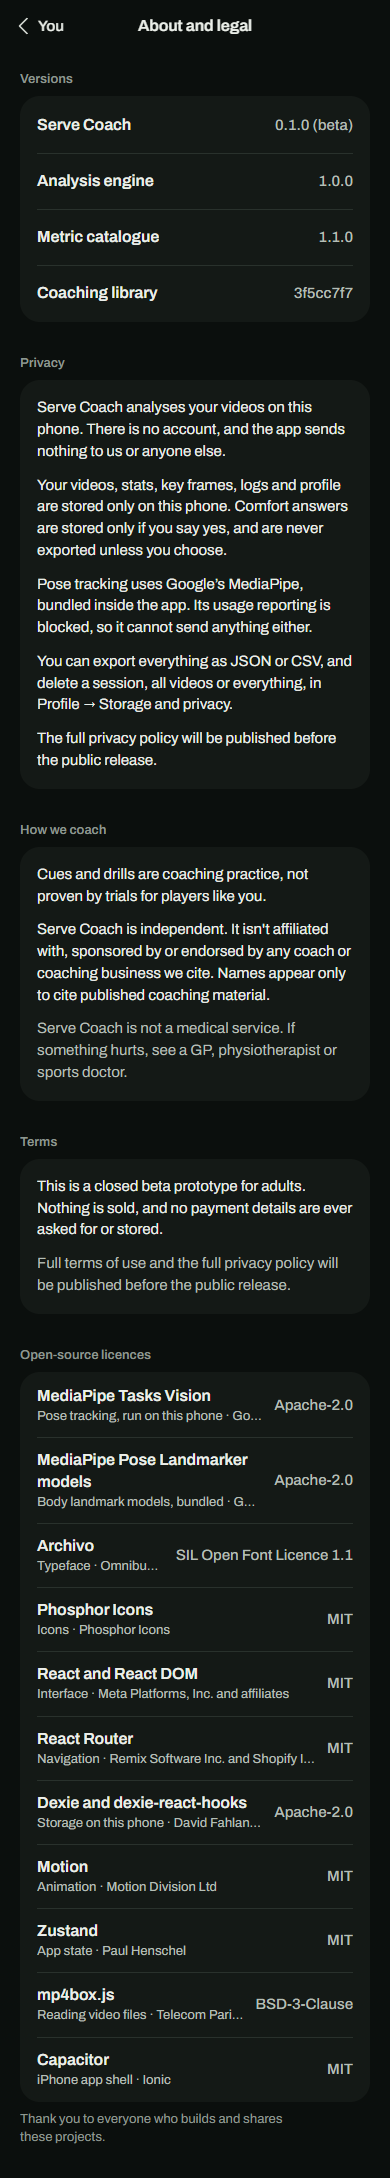 You
About and legal
Versions
Serve Coach 0.1.0 (beta)
Analysis engine 1.0.0
Metric catalogue 1.1.0
Coaching library 3f5cc7f7
Privacy
Serve Coach analyses your videos on this
phone. There is no account, and the app sends
nothing to us or anyone else.
Your videos, stats, key frames, logs and profile
are stored only on this phone. Comfort answers
are stored only if you say yes, and are never
exported unless you choose.
Pose tracking uses Google’s MediaPipe,
bundled inside the app. Its usage reporting is
blocked, so it cannot send anything either.
You can export everything as JSON or CSV, and
delete a session, all videos or everything, in
Profile → Storage and privacy.
The full privacy policy will be published before
the public release.
How we coach
Cues and drills are coaching practice, not
proven by trials for players like you.
Serve Coach is independent. It isn't affiliated
with, sponsored by or endorsed by any coach or
coaching business we cite. Names appear only
to cite published coaching material.
Serve Coach is not a medical service. If
something hurts, see a GP, physiotherapist or
sports doctor.
Terms
This is a closed beta prototype for adults.
Nothing is sold, and no payment details are ever
asked for or stored.
Full terms of use and the full privacy policy will
be published before the public release.
Open-source licences
MediaPipe Tasks Vision
Pose tracking, run on this phone · Go...
Apache-2.0
MediaPipe Pose Landmarker
models
Body landmark models, bundled · G...
Apache-2.0
Archivo
Typeface · Omnibu...
SIL Open Font Licence 1.1
Phosphor Icons
Icons · Phosphor Icons
MIT
React and React DOM
Interface · Meta Platforms, Inc. and affiliates
MIT
React Router
Navigation · Remix Software Inc. and Shopify I...
MIT
Dexie and dexie-react-hooks
Storage on this phone · David Fahlan...
Apache-2.0
Motion
Animation · Motion Division Ltd
MIT
Zustand
App state · Paul Henschel
MIT
mp4box.js
Reading video files · Telecom Pari...
BSD-3-Clause
Capacitor
iPhone app shell · Ionic
MIT
Thank you to everyone who builds and shares
these projects.